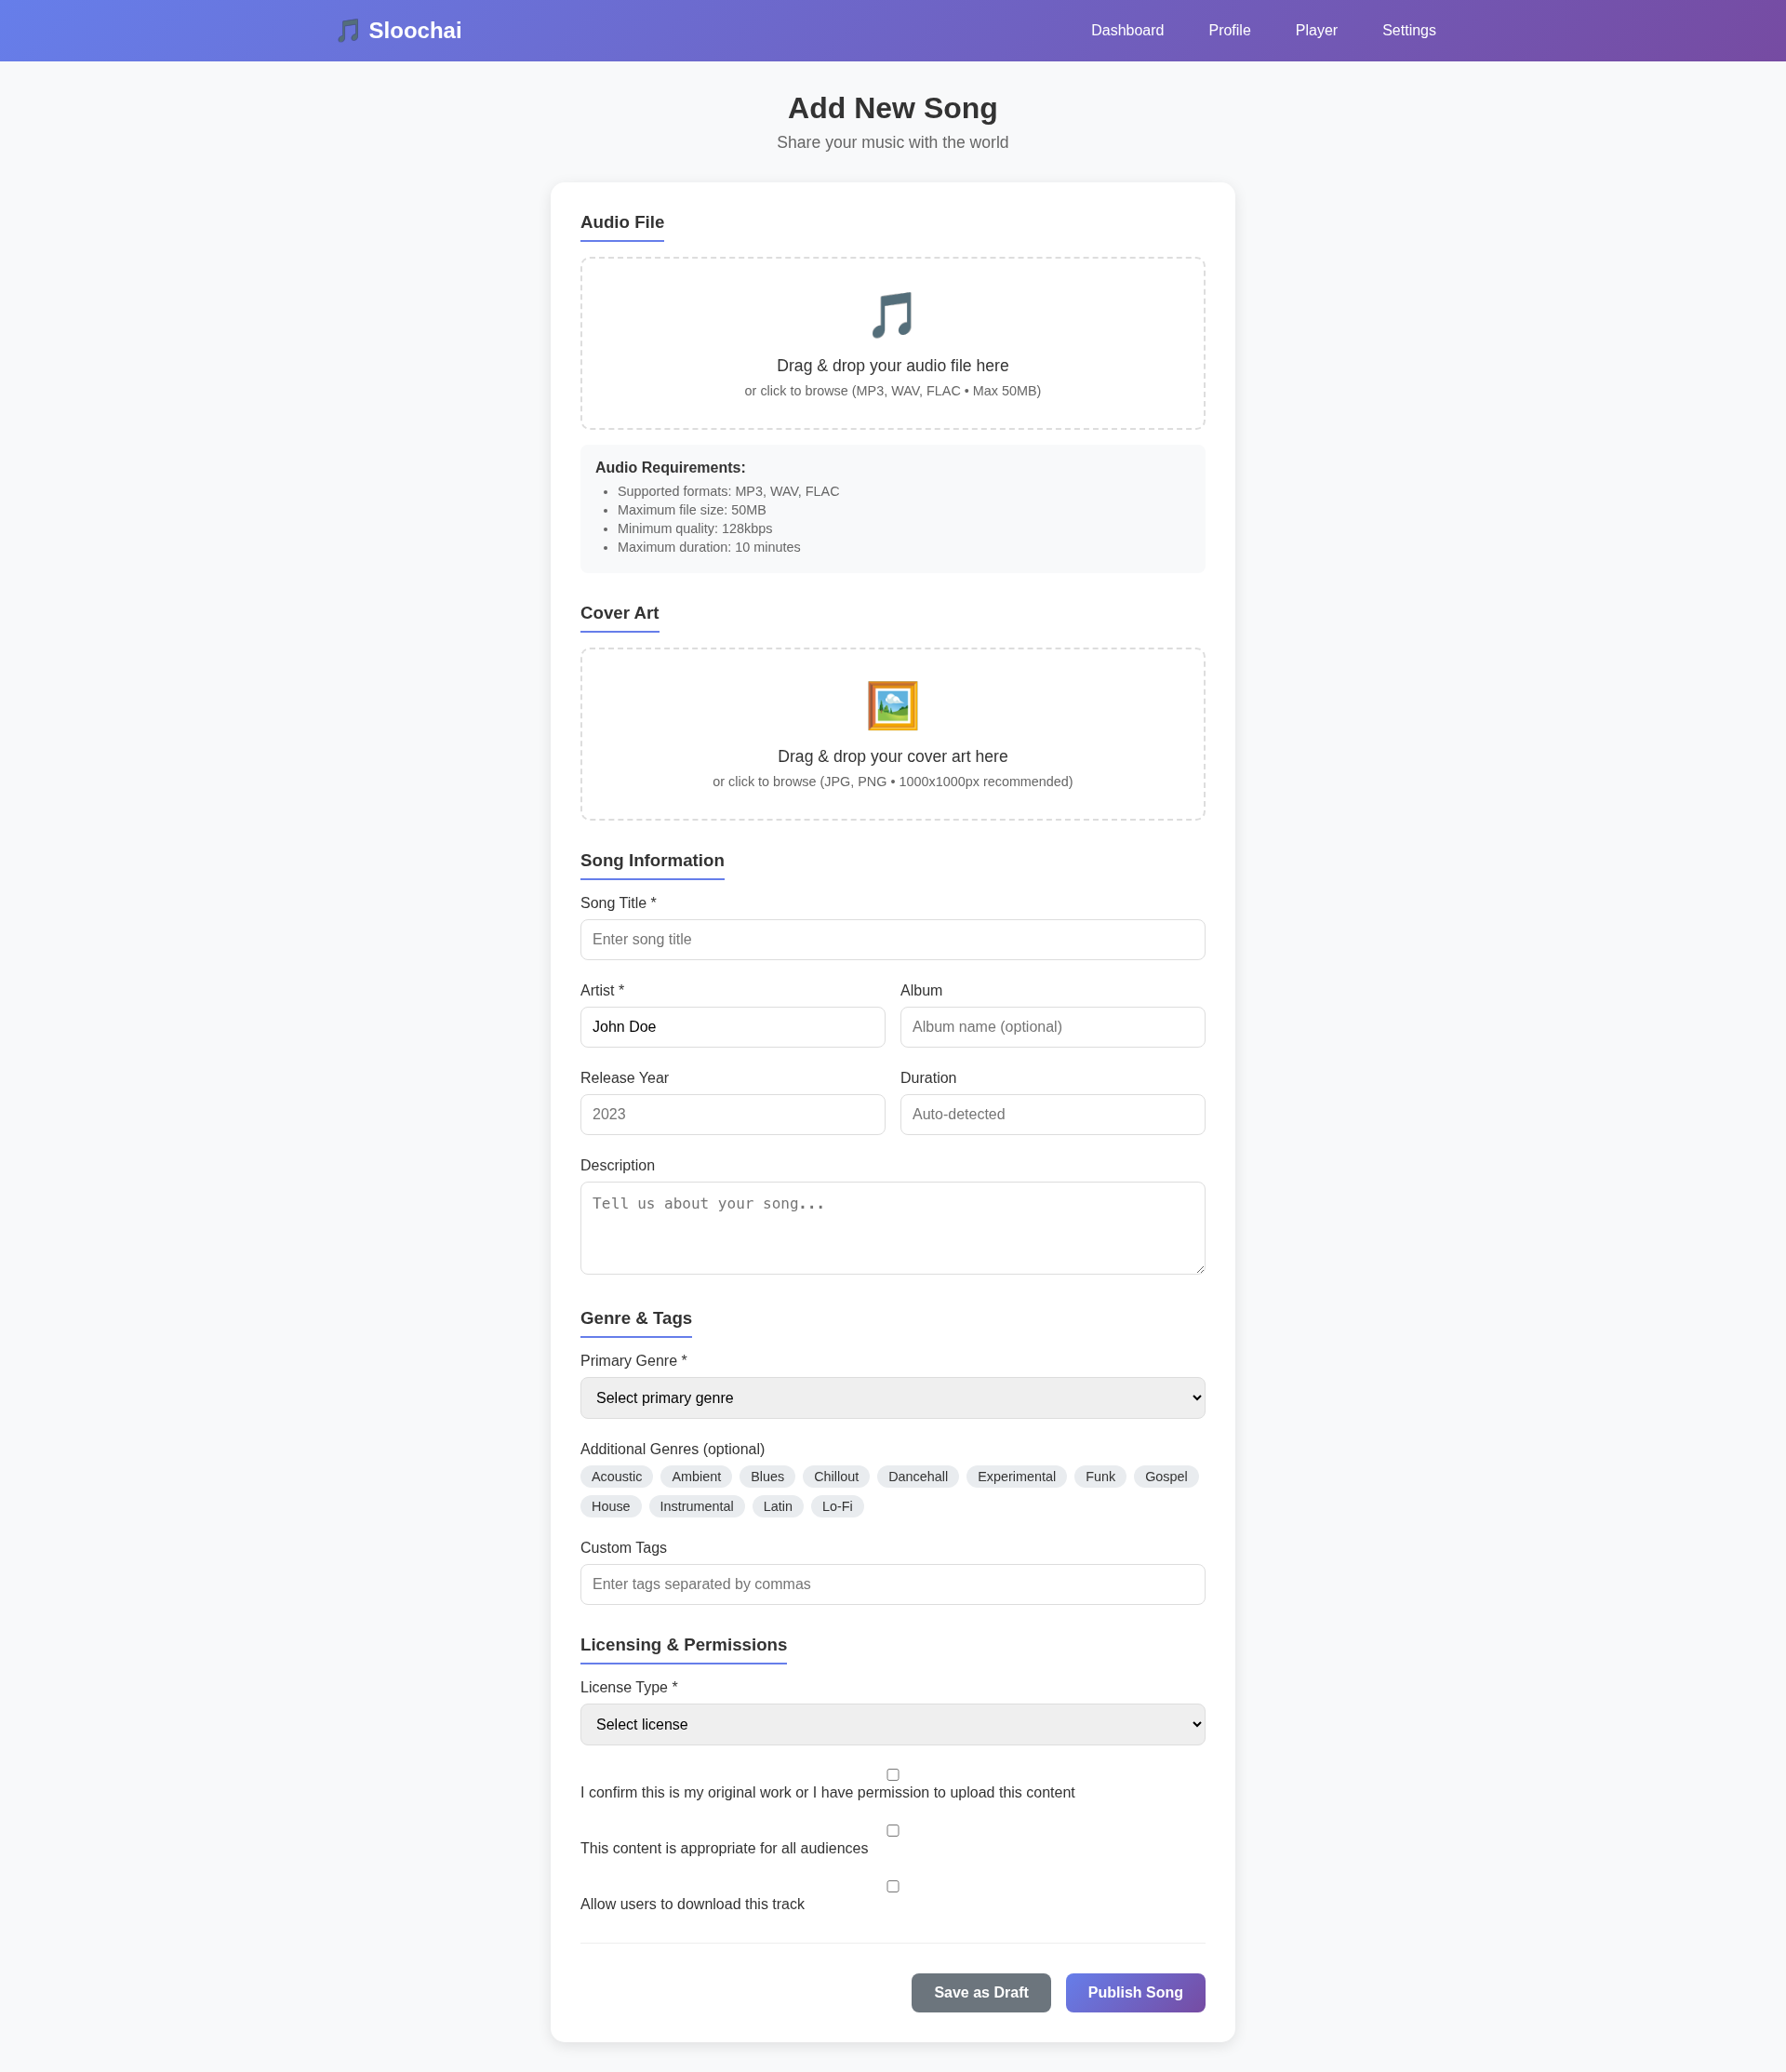 🎵 Sloochai
Dashboard Profile Player Settings
Add New Song
Share your music with the world
Audio File
Drag & drop your audio file here
or click to browse (MP3, WAV, FLAC • Max 50MB)
Audio Requirements:
• Supported formats: MP3, WAV, FLAC
• Maximum file size: 50MB
• Minimum quality: 128kbps
• Maximum duration: 10 minutes
Cover Art
Drag & drop your cover art here
or click to browse (JPG, PNG • 1000x1000px recommended)
Song Information
Song Title *
Enter song title
Artist * Album
John Doe Album name (optional)
Release Year Duration
2023 Auto-detected
Description
Tell us about your song...
Genre & Tags
Primary Genre *
Select primary genre
Additional Genres (optional)
Acoustic Ambient Blues Chillout Dancehall Experimental Funk Gospel
House Instrumental Latin Lo-Fi
Custom Tags
Enter tags separated by commas
Licensing & Permissions
License Type *
Select license
I confirm this is my original work or I have permission to upload this content
This content is appropriate for all audiences
Allow users to download this track
Save as Draft Publish Song